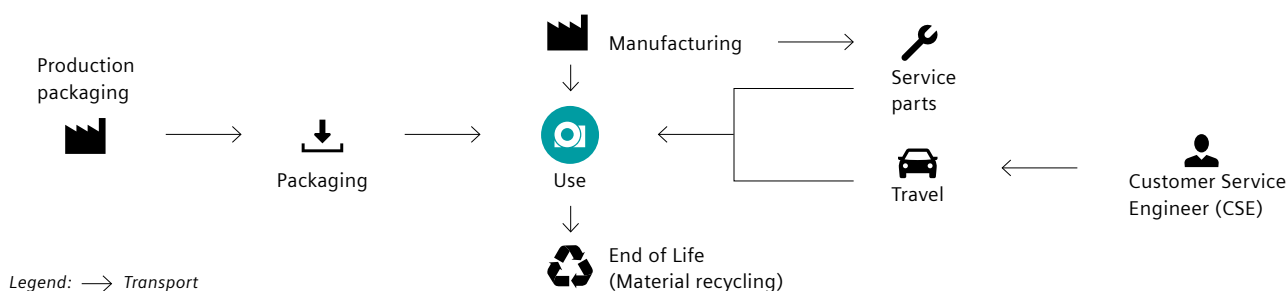 Manufacturing
Production
packaging
Service
parts
Packaging
Use
Travel
Customer Service
Engineer (CSE)
End of Life
(Material recycling)
Legend: ⟶ Transport